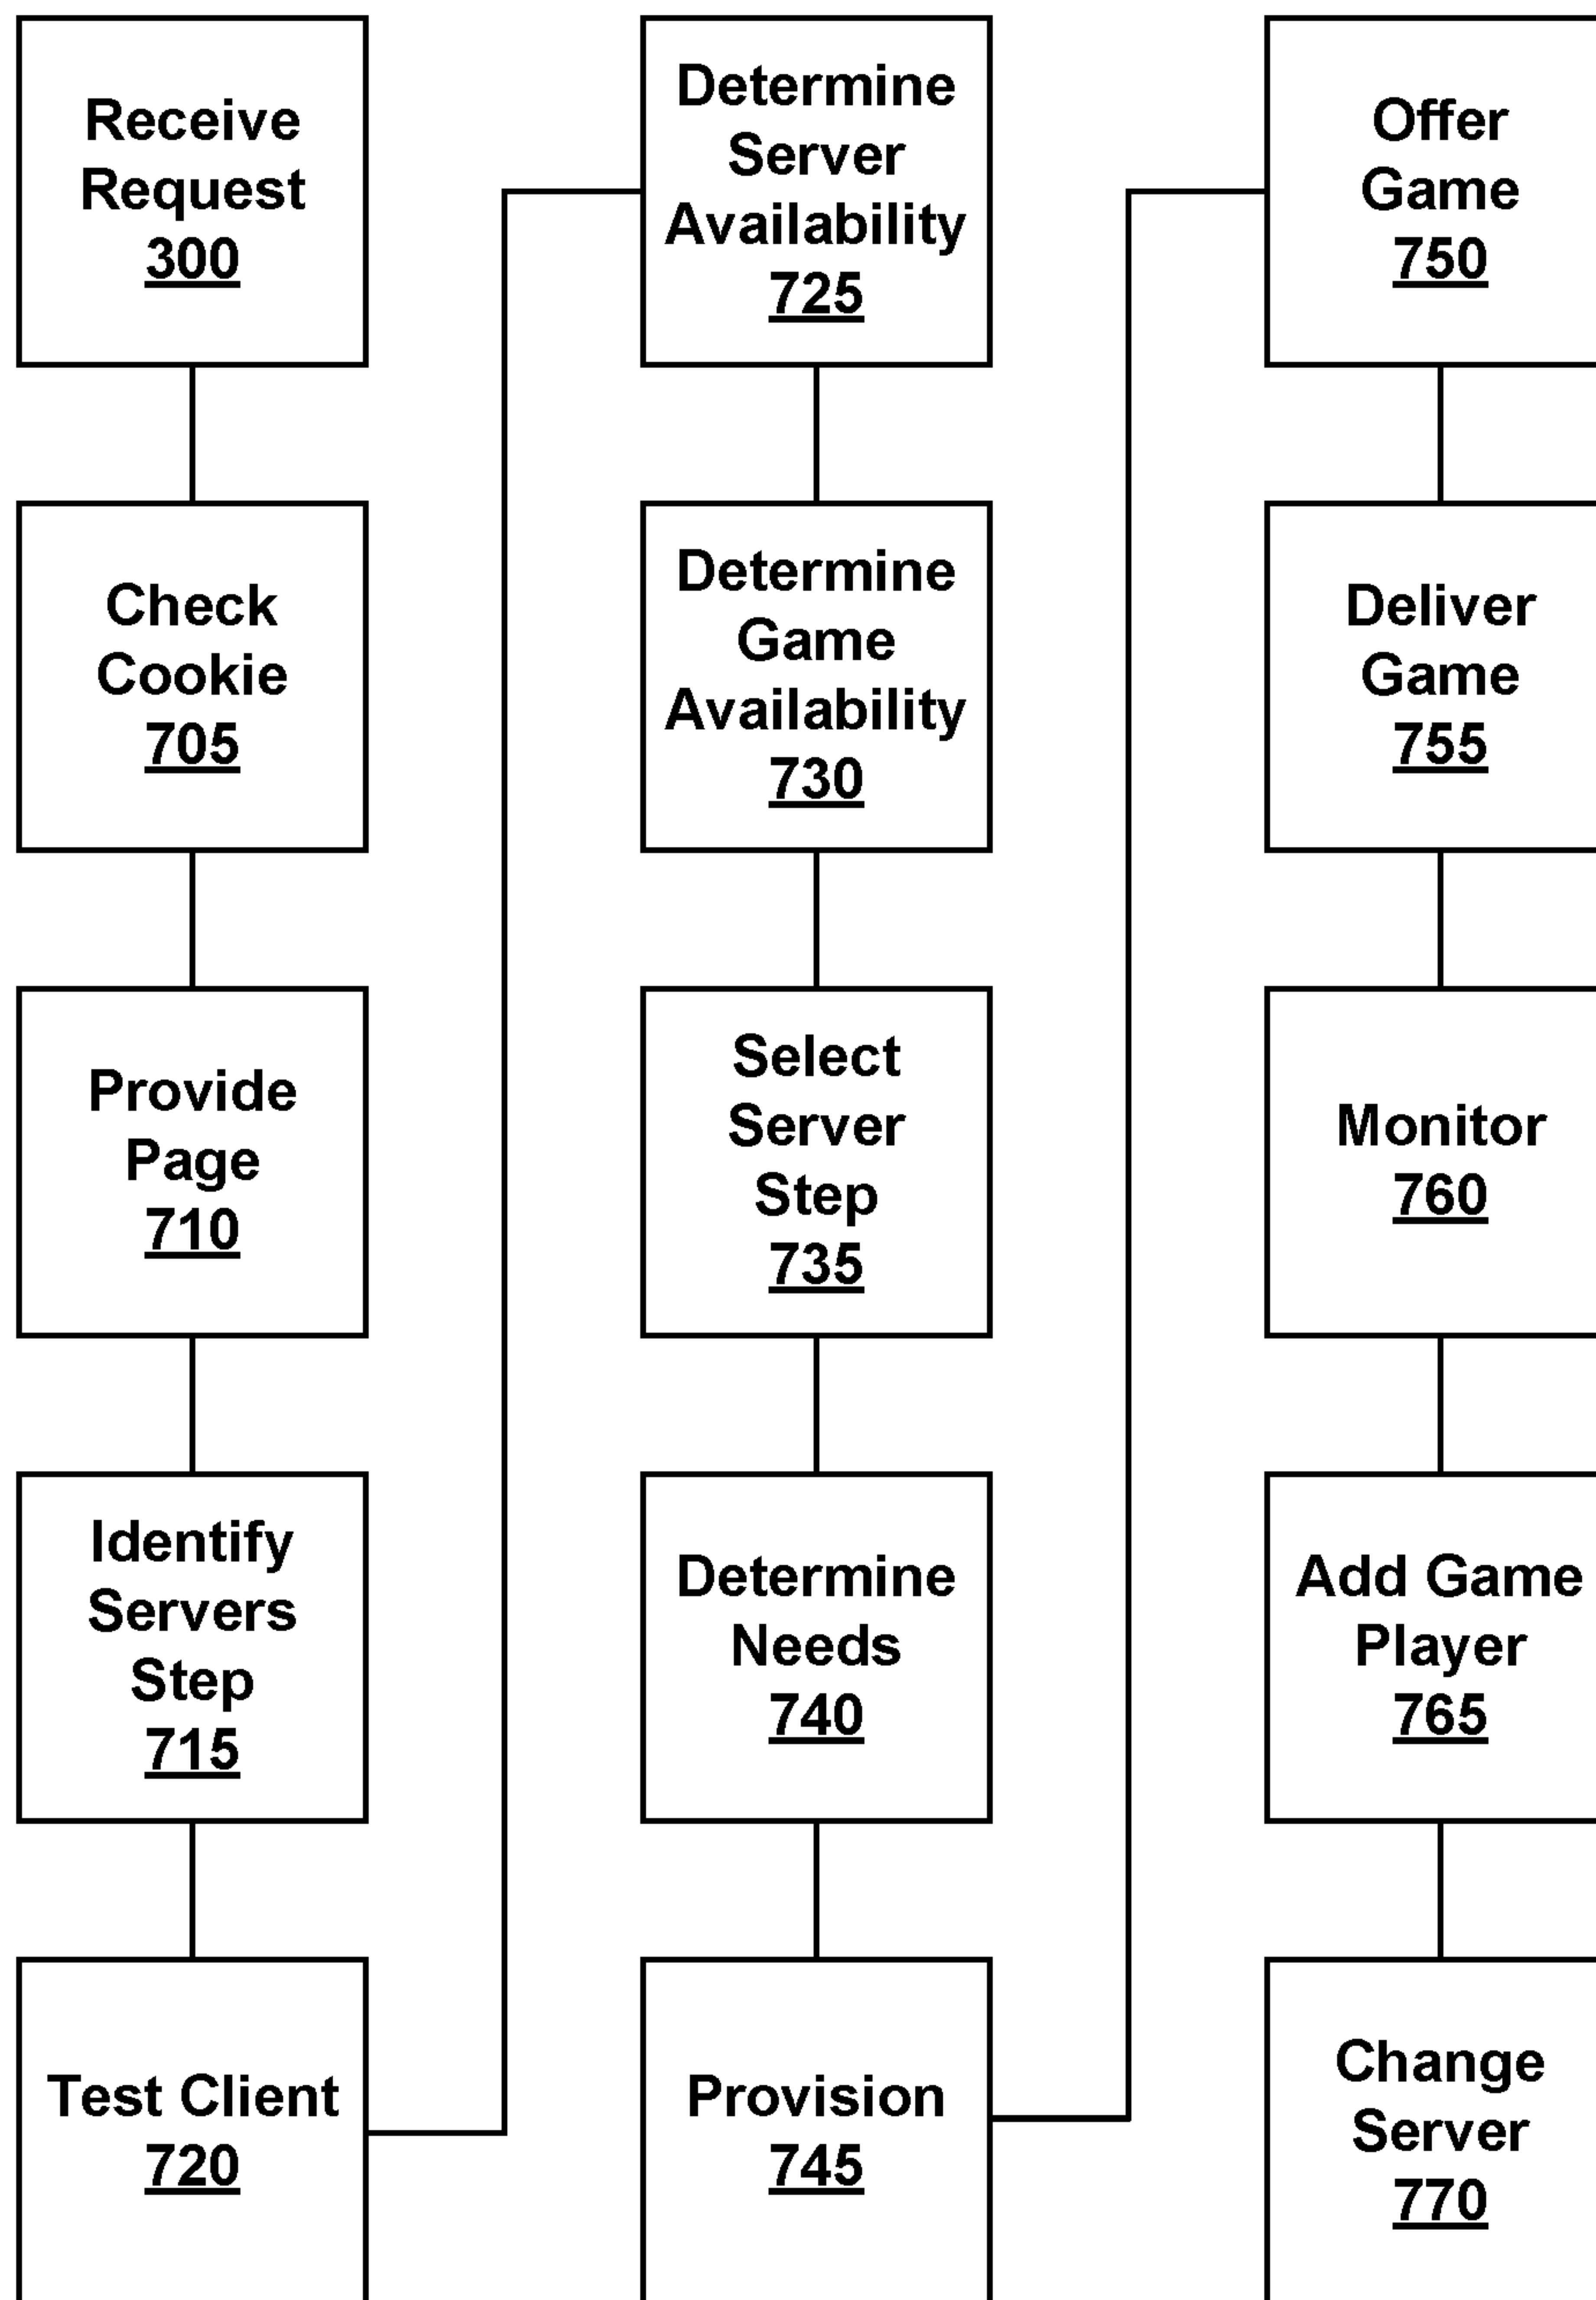 Receive
Request
300
Check
Cookie
705
Provide
Page
710
Identify
Servers
Step
715
Test Client
720
Determine
Server
Availability
725
Determine
Game
Availability
730
Select
Server
Step
735
Determine
Needs
740
Provision
745
Offer
Game
750
Deliver
Game
755
Monitor
760
Add Game
Player
765
Change
Server
770